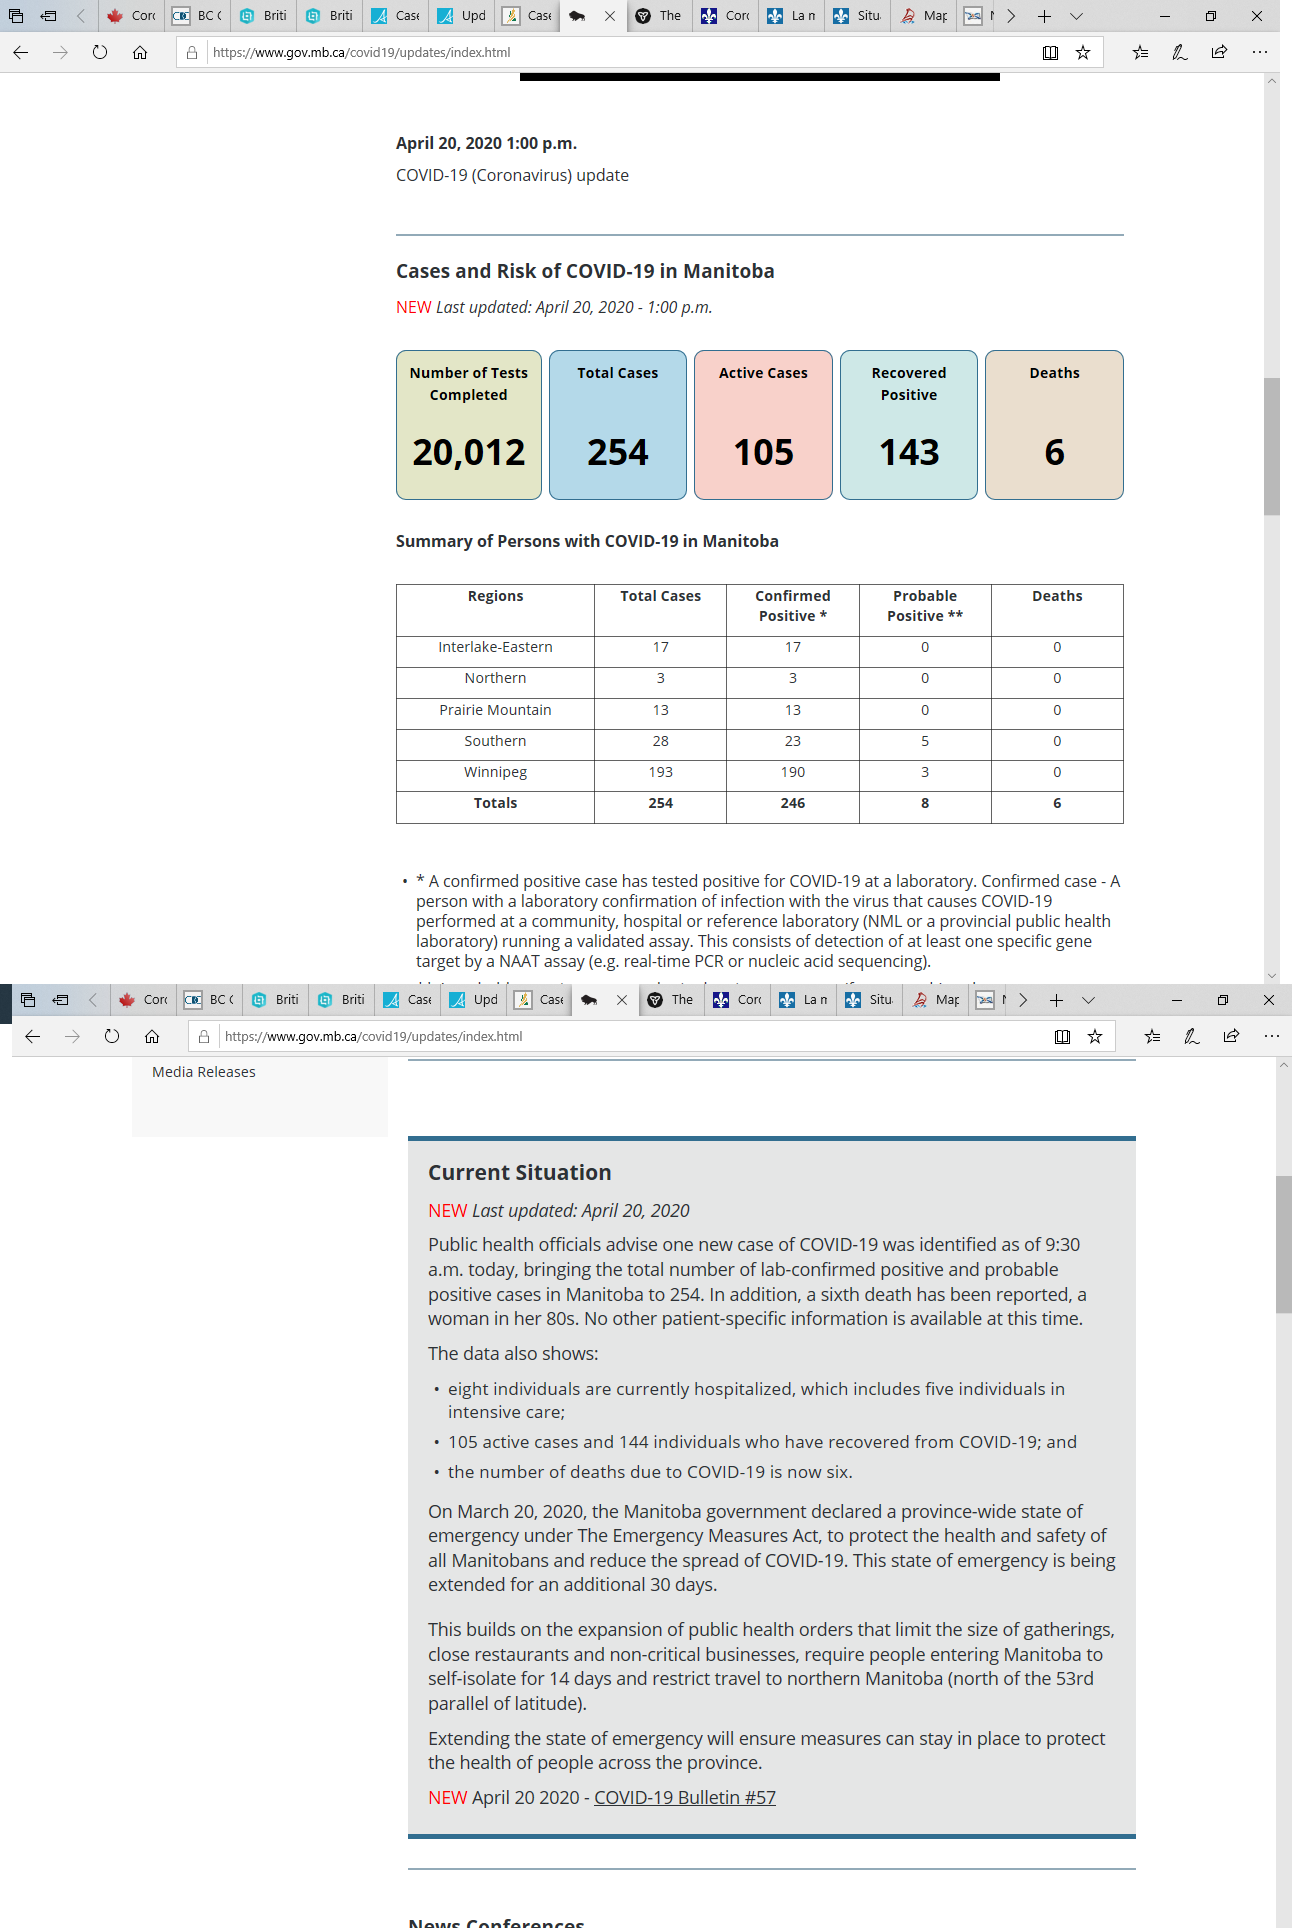 Corc
BC (
Briti
Briti
Case
Upd
Case
The
Corc
La n
Situ
Map
https://www.gov.mb.ca/covid19/updates/index.html
April 20, 2020 1:00 p.m.
COVID-19 (Coronavirus) update
Cases and Risk of COVID-19 in Manitoba
NEW Last updated: April 20, 2020 - 1:00 p.m.
Number of Tests Completed
20,012
Total Cases
254
Active Cases
105
Recovered Positive
143
Deaths
6
Summary of Persons with COVID-19 in Manitoba
Regions Total Cases Confirmed Positive * Probable Positive ** Deaths
Interlake-Eastern 17 17 0 0
Northern 3 3 0 0
Prairie Mountain 13 13 0 0
Southern 28 23 5 0
Winnipeg 193 190 3 0
Totals 254 246 8 6
• * A confirmed positive case has tested positive for COVID-19 at a laboratory. Confirmed case - A
person with a laboratory confirmation of infection with the virus that causes COVID-19
performed at a community, hospital or reference laboratory (NML or a provincial public health
laboratory) running a validated assay. This consists of detection of at least one specific gene
target by a NAAT assay (e.g. real-time PCR or nucleic acid sequencing).
Corc
BC (
Briti
Briti
Case
Upd
Case
The
Corc
La n
Situ
Map
https://www.gov.mb.ca/covid19/updates/index.html
Media Releases
Current Situation
NEW Last updated: April 20, 2020
Public health officials advise one new case of COVID-19 was identified as of 9:30
a.m. today, bringing the total number of lab-confirmed positive and probable
positive cases in Manitoba to 254. In addition, a sixth death has been reported, a
woman in her 80s. No other patient-specific information is available at this time.
The data also shows:
• eight individuals are currently hospitalized, which includes five individuals in
intensive care;
• 105 active cases and 144 individuals who have recovered from COVID-19; and
• the number of deaths due to COVID-19 is now six.
On March 20, 2020, the Manitoba government declared a province-wide state of
emergency under The Emergency Measures Act, to protect the health and safety of
all Manitobans and reduce the spread of COVID-19. This state of emergency is being
extended for an additional 30 days.
This builds on the expansion of public health orders that limit the size of gatherings,
close restaurants and non-critical businesses, require people entering Manitoba to
self-isolate for 14 days and restrict travel to northern Manitoba (north of the 53rd
parallel of latitude).
Extending the state of emergency will ensure measures can stay in place to protect
the health of people across the province.
NEW April 20 2020 - COVID-19 Bulletin #57
News Conferences